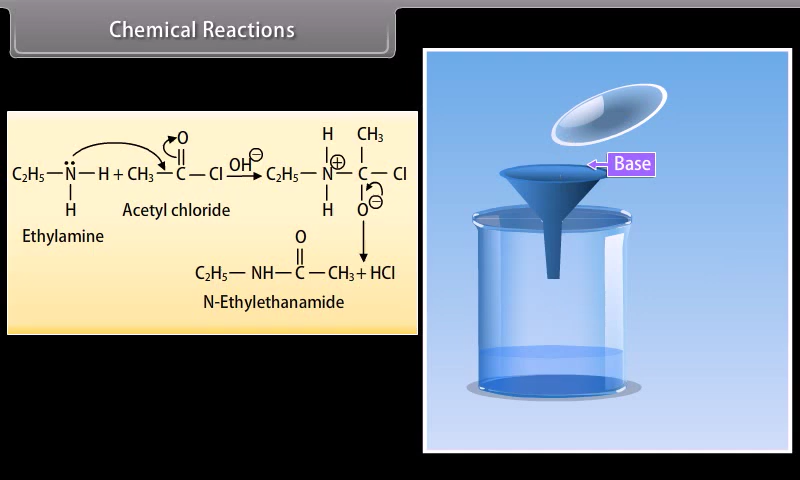 Chemical Reactions
H CH₃
O
C₂H₅— N̈ — H + CH₃ — C — Cl OH⊖ C₂H₅— N⊕— C — Cl
H H O⊖
Ethylamine Acetyl chloride
O
C₂H₅— NH— C — CH₃+ HCl
N-Ethylethanamide
Base